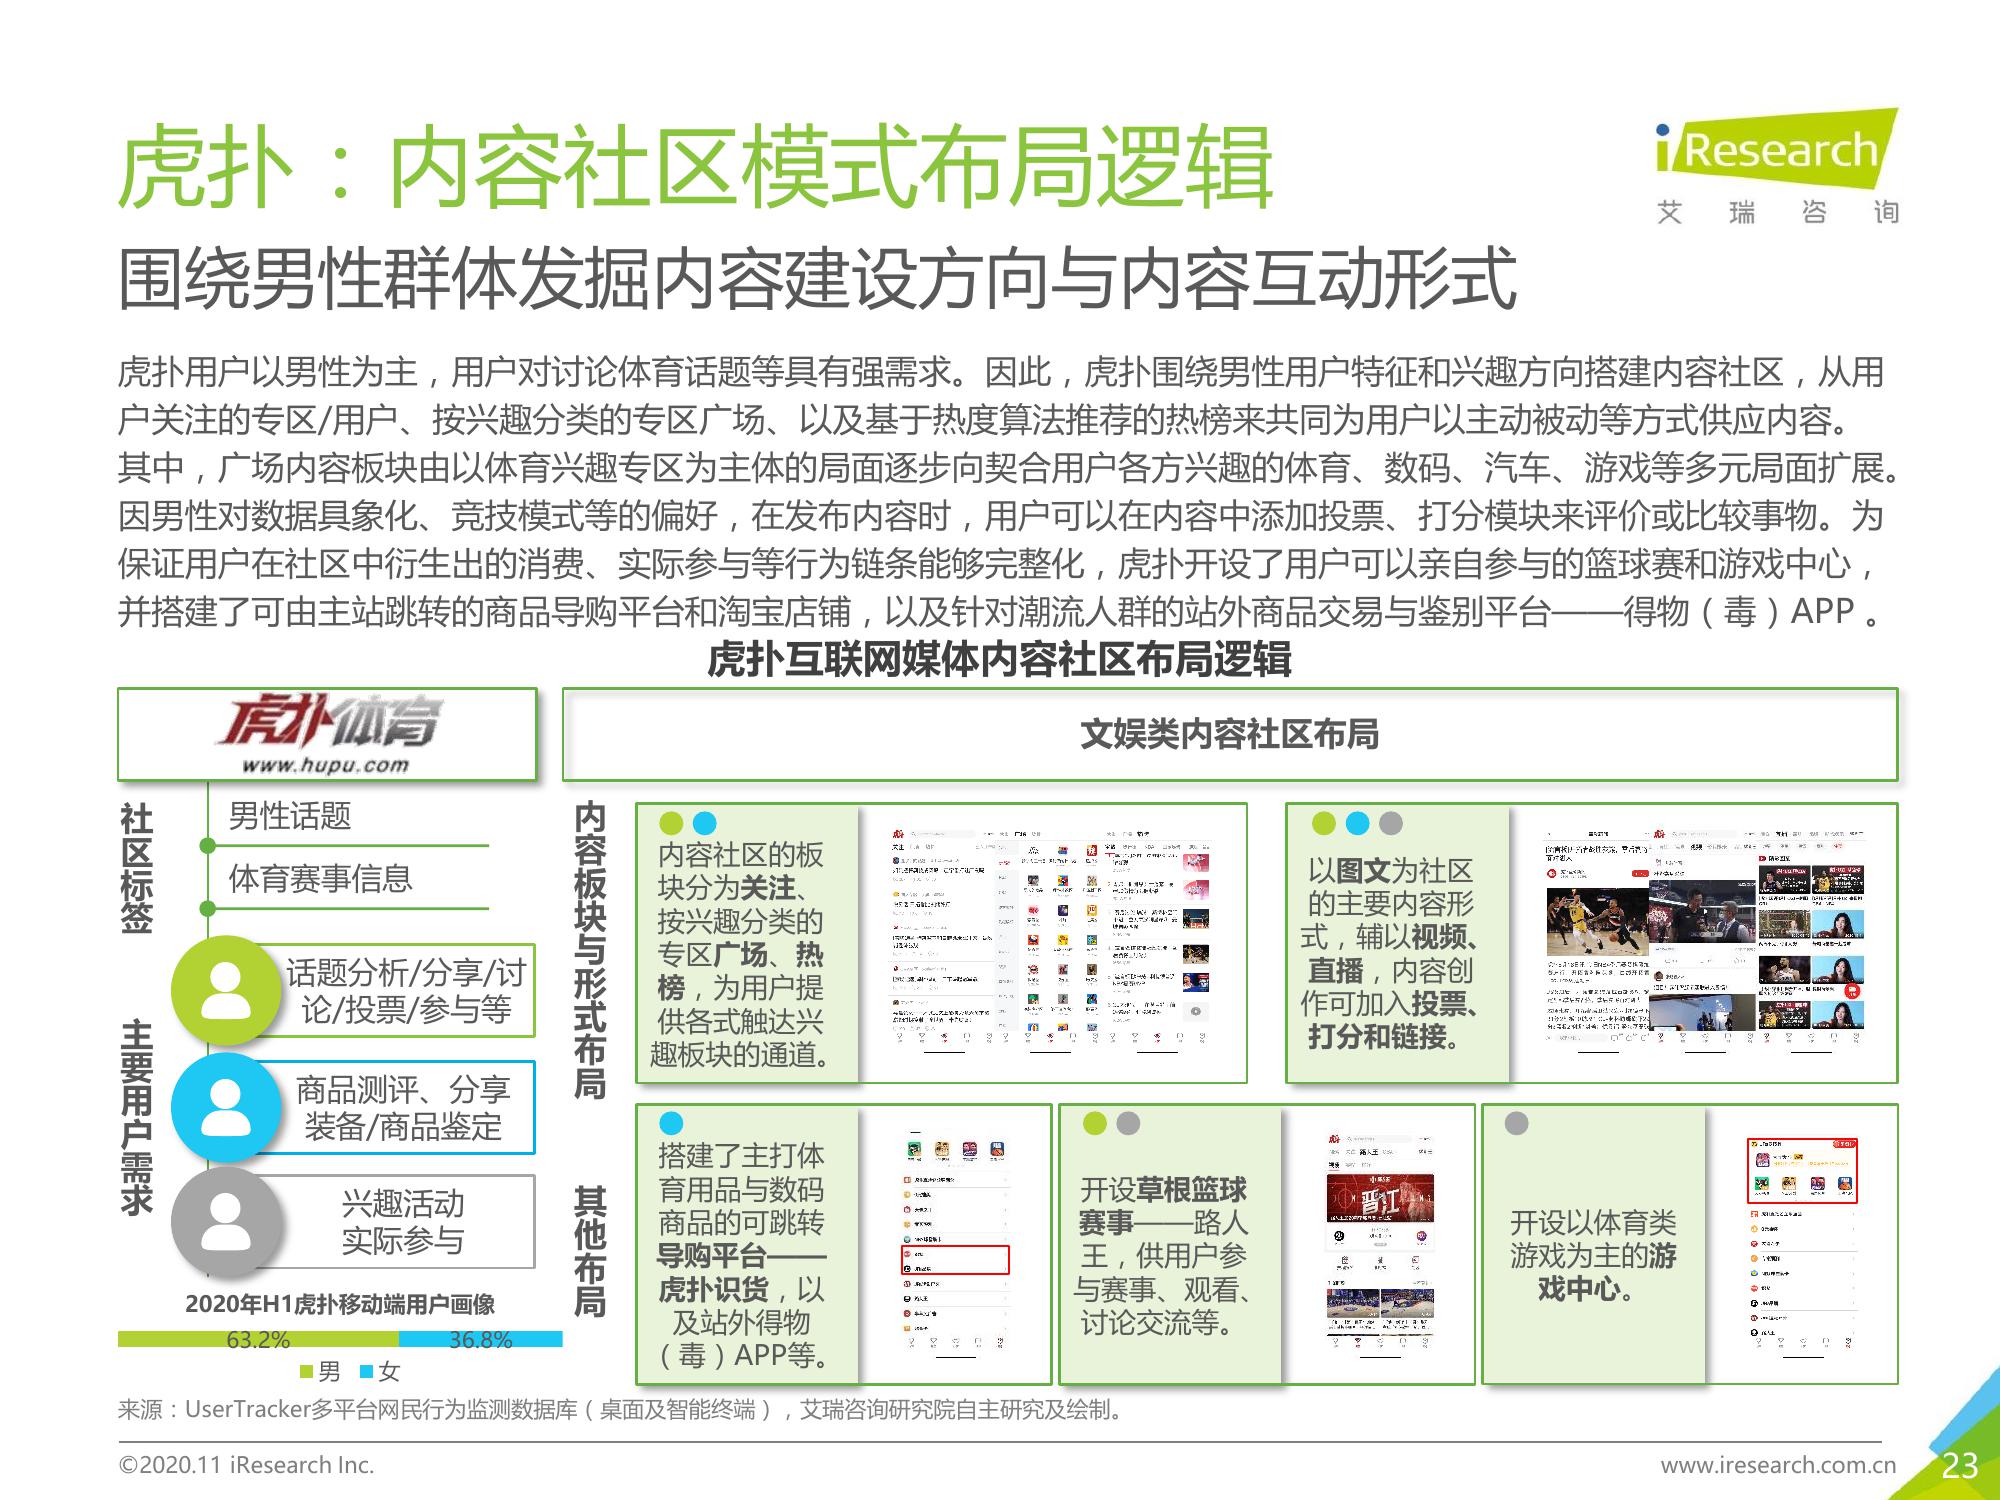 虎扑：内容社区模式布局逻辑
iResearch
艾瑞咨询
围绕男性群体发掘内容建设方向与内容互动形式
虎扑用户以男性为主，用户对讨论体育话题等具有强需求。因此，虎扑围绕男性用户特征和兴趣方向搭建内容社区，从用
户关注的专区/用户、按兴趣分类的专区广场、以及基于热度算法推荐的热榜来共同为用户以主动被动等方式供应内容。
其中，广场内容板块由以体育兴趣专区为主体的局面逐步向契合用户各方兴趣的体育、数码、汽车、游戏等多元局面扩展。
因男性对数据具象化、竞技模式等的偏好，在发布内容时，用户可以在内容中添加投票、打分模块来评价或比较事物。为
保证用户在社区中衍生出的消费、实际参与等行为链条能够完整化，虎扑开设了用户可以亲自参与的篮球赛和游戏中心，
并搭建了可由主站跳转的商品导购平台和淘宝店铺，以及针对潮流人群的站外商品交易与鉴别平台——得物（毒）APP 。
虎扑互联网媒体内容社区布局逻辑
虎扑体育
www.hupu.com
社区标签
男性话题
体育赛事信息
主要用户需求
话题分析/分享/讨
论/投票/参与等
商品测评、分享
装备/商品鉴定
兴趣活动
实际参与
2020年H1虎扑移动端用户画像
63.2% 36.8%
男 女
文娱类内容社区布局
内容板块与形式布局
内容社区的板
块分为关注、
按兴趣分类的
专区广场、热
榜，为用户提
供各式触达兴
趣板块的通道。
以图文为社区
的主要内容形
式，辅以视频、
直播，内容创
作可加入投票、
打分和链接。
其他布局
搭建了主打体
育用品与数码
商品的可跳转
导购平台——
虎扑识货，以
及站外得物
（毒）APP等。
开设草根篮球
赛事——路人
王，供用户参
与赛事、观看、
讨论交流等。
路人王
晋江
开设以体育类
游戏为主的游
戏中心。
来源：UserTracker多平台网民行为监测数据库（桌面及智能终端），艾瑞咨询研究院自主研究及绘制。
©2020.11 iResearch Inc.
www.iresearch.com.cn
23